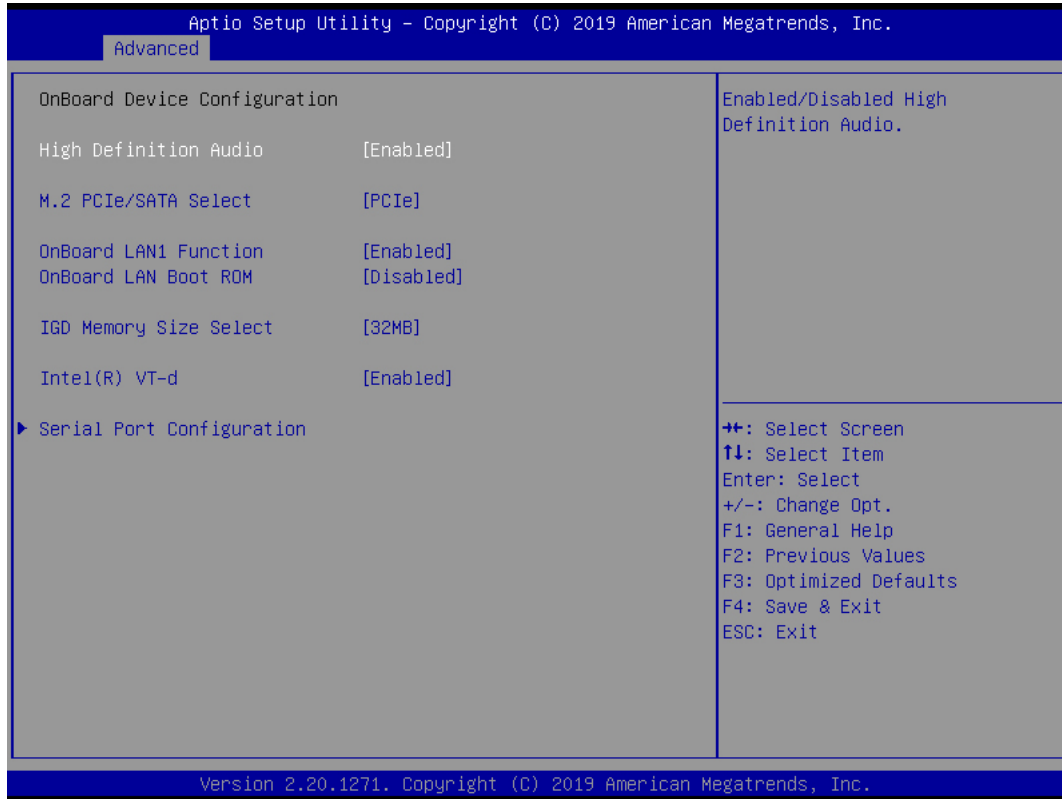 Aptio Setup Utility – Copyright (C) 2019 American Megatrends, Inc.
Advanced
OnBoard Device Configuration
High Definition Audio [Enabled]
M.2 PCIe/SATA Select [PCIe]
OnBoard LAN1 Function [Enabled]
OnBoard LAN Boot ROM [Disabled]
IGD Memory Size Select [32MB]
Intel(R) VT-d [Enabled]
▶ Serial Port Configuration
Enabled/Disabled High
Definition Audio.
→←: Select Screen
↑↓: Select Item
Enter: Select
+/-: Change Opt.
F1: General Help
F2: Previous Values
F3: Optimized Defaults
F4: Save & Exit
ESC: Exit
Version 2.20.1271. Copyright (C) 2019 American Megatrends, Inc.